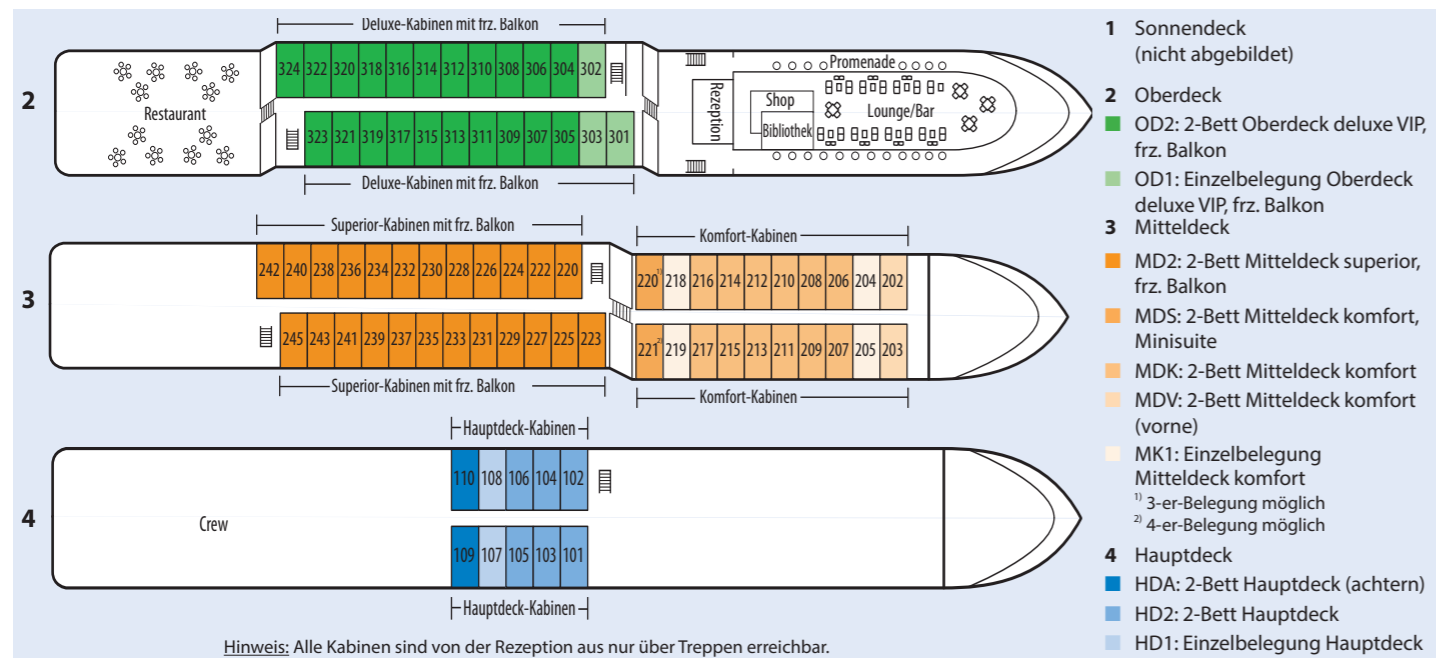 Deluxe-Kabinen mit frz. Balkon
2
Restaurant
324 322 320 318 316 314 312 310 308 306 304 302
323 321 319 317 315 313 311 309 307 305 303 301
Deluxe-Kabinen mit frz. Balkon
Rezeption
Promenade
Shop
Bibliothek
Lounge/Bar
Superior-Kabinen mit frz. Balkon
Komfort-Kabinen
3
242 240 238 236 234 232 230 228 226 224 222 220
220 1) 218 216 214 212 210 208 206 204 202
245 243 241 239 237 235 233 231 229 227 225 223
221 2) 219 217 215 213 211 209 207 205 203
Superior-Kabinen mit frz. Balkon
Komfort-Kabinen
Hauptdeck-Kabinen
4
Crew
110 108 106 104 102
109 107 105 103 101
Hauptdeck-Kabinen
Hinweis: Alle Kabinen sind von der Rezeption aus nur über Treppen erreichbar.
1 Sonnendeck
(nicht abgebildet)
2 Oberdeck
OD2: 2-Bett Oberdeck deluxe VIP,
frz. Balkon
OD1: Einzelbelegung Oberdeck
deluxe VIP, frz. Balkon
3 Mitteldeck
MD2: 2-Bett Mitteldeck superior,
frz. Balkon
MDS: 2-Bett Mitteldeck komfort,
Minisuite
MDK: 2-Bett Mitteldeck komfort
MDV: 2-Bett Mitteldeck komfort
(vorne)
MK1: Einzelbelegung
Mitteldeck komfort
1) 3-er-Belegung möglich
2) 4-er-Belegung möglich
4 Hauptdeck
HDA: 2-Bett Hauptdeck (achtern)
HD2: 2-Bett Hauptdeck
HD1: Einzelbelegung Hauptdeck